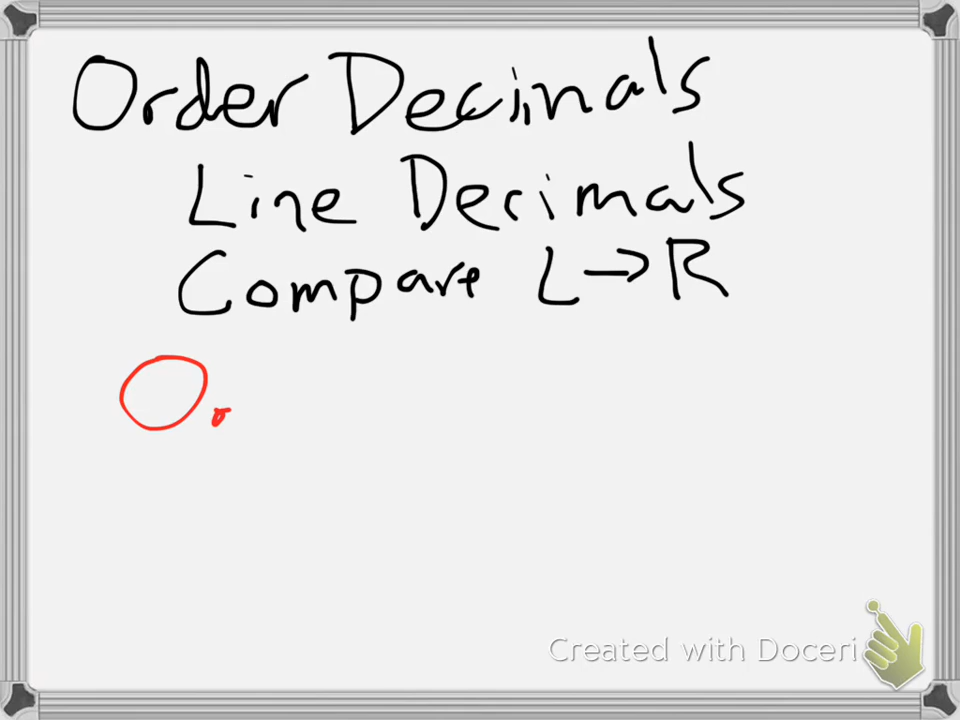 Order Decimals
Line Decimals
Compare L→R
0.
Created with Doceri